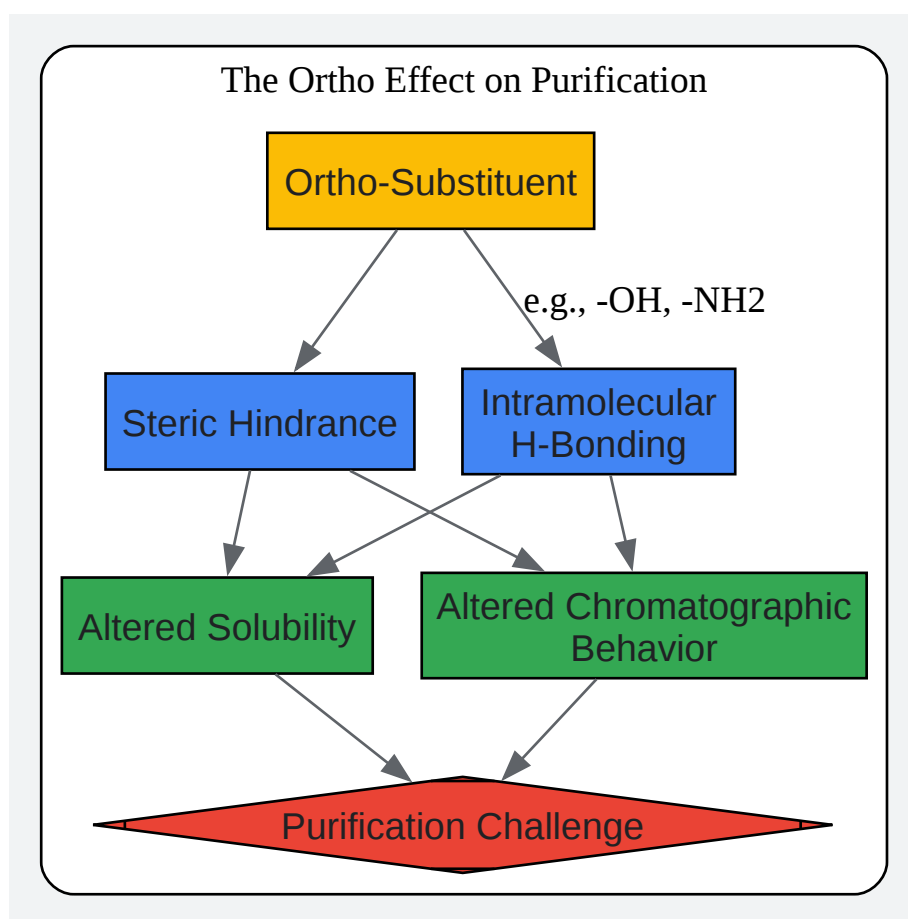 The Ortho Effect on Purification
Ortho-Substituent
e.g., -OH, -NH2
Steric Hindrance
Intramolecular
H-Bonding
Altered Solubility
Altered Chromatographic
Behavior
Purification Challenge